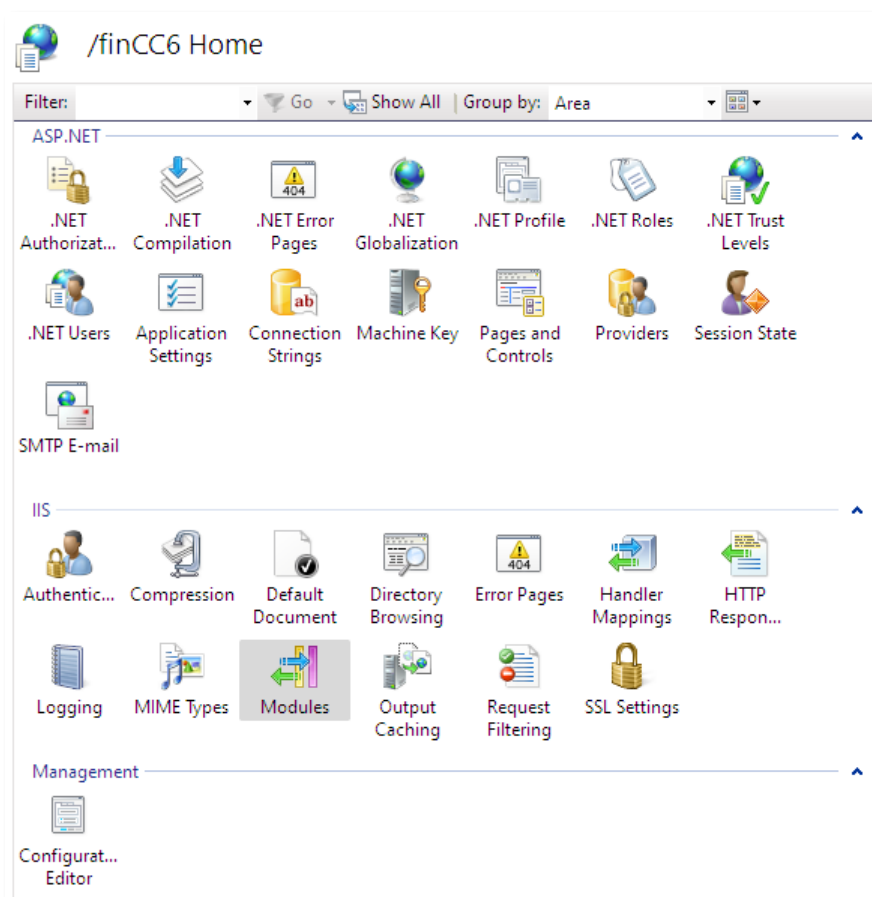 /finCC6 Home
Filter: Go Show All Group by: Area
ASP.NET
.NET Authorizat...
.NET Compilation
.NET Error Pages
.NET Globalization
.NET Profile
.NET Roles
.NET Trust Levels
.NET Users
Application Settings
Connection Strings
Machine Key
Pages and Controls
Providers
Session State
SMTP E-mail
IIS
Authentic...
Compression
Default Document
Directory Browsing
Error Pages
Handler Mappings
HTTP Respon...
Logging
MIME Types
Modules
Output Caching
Request Filtering
SSL Settings
Management
Configurat... Editor